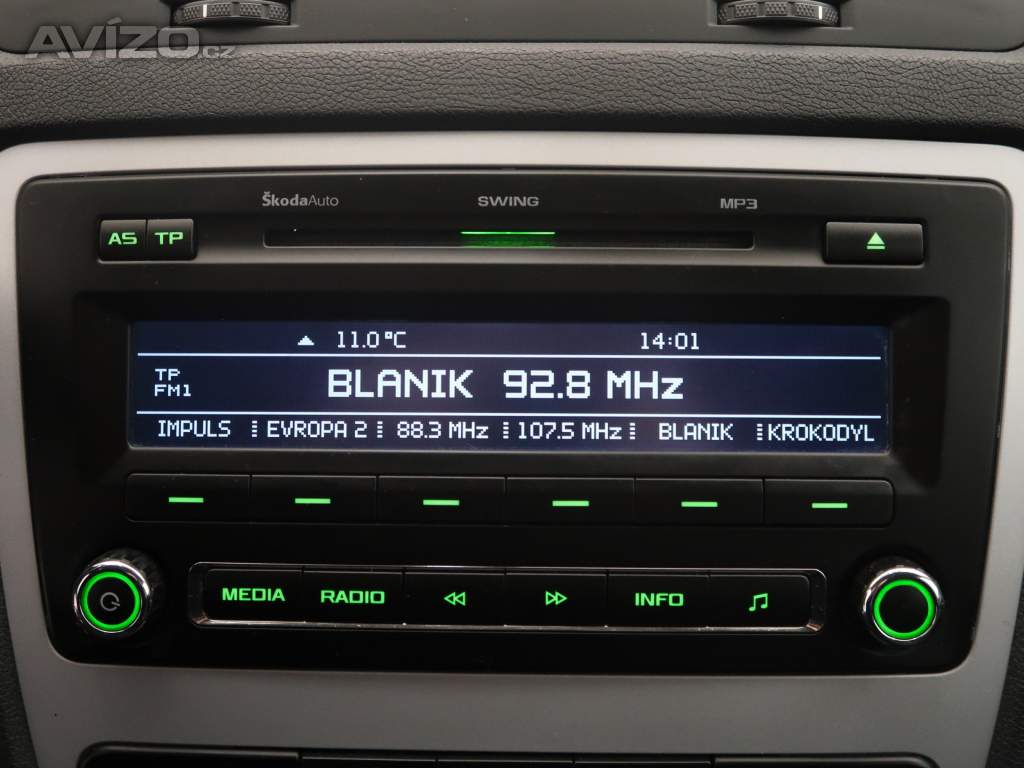 AVÍZO.cz
ŠkodaAuto SWING MP3
AS TP
11.0 °C 14:01
TP
FM1
BLANIK 92.8 MHz
IMPULS EVROPA 2 88.3 MHz 107.5 MHz BLANIK KROKODYL
MEDIA RADIO INFO